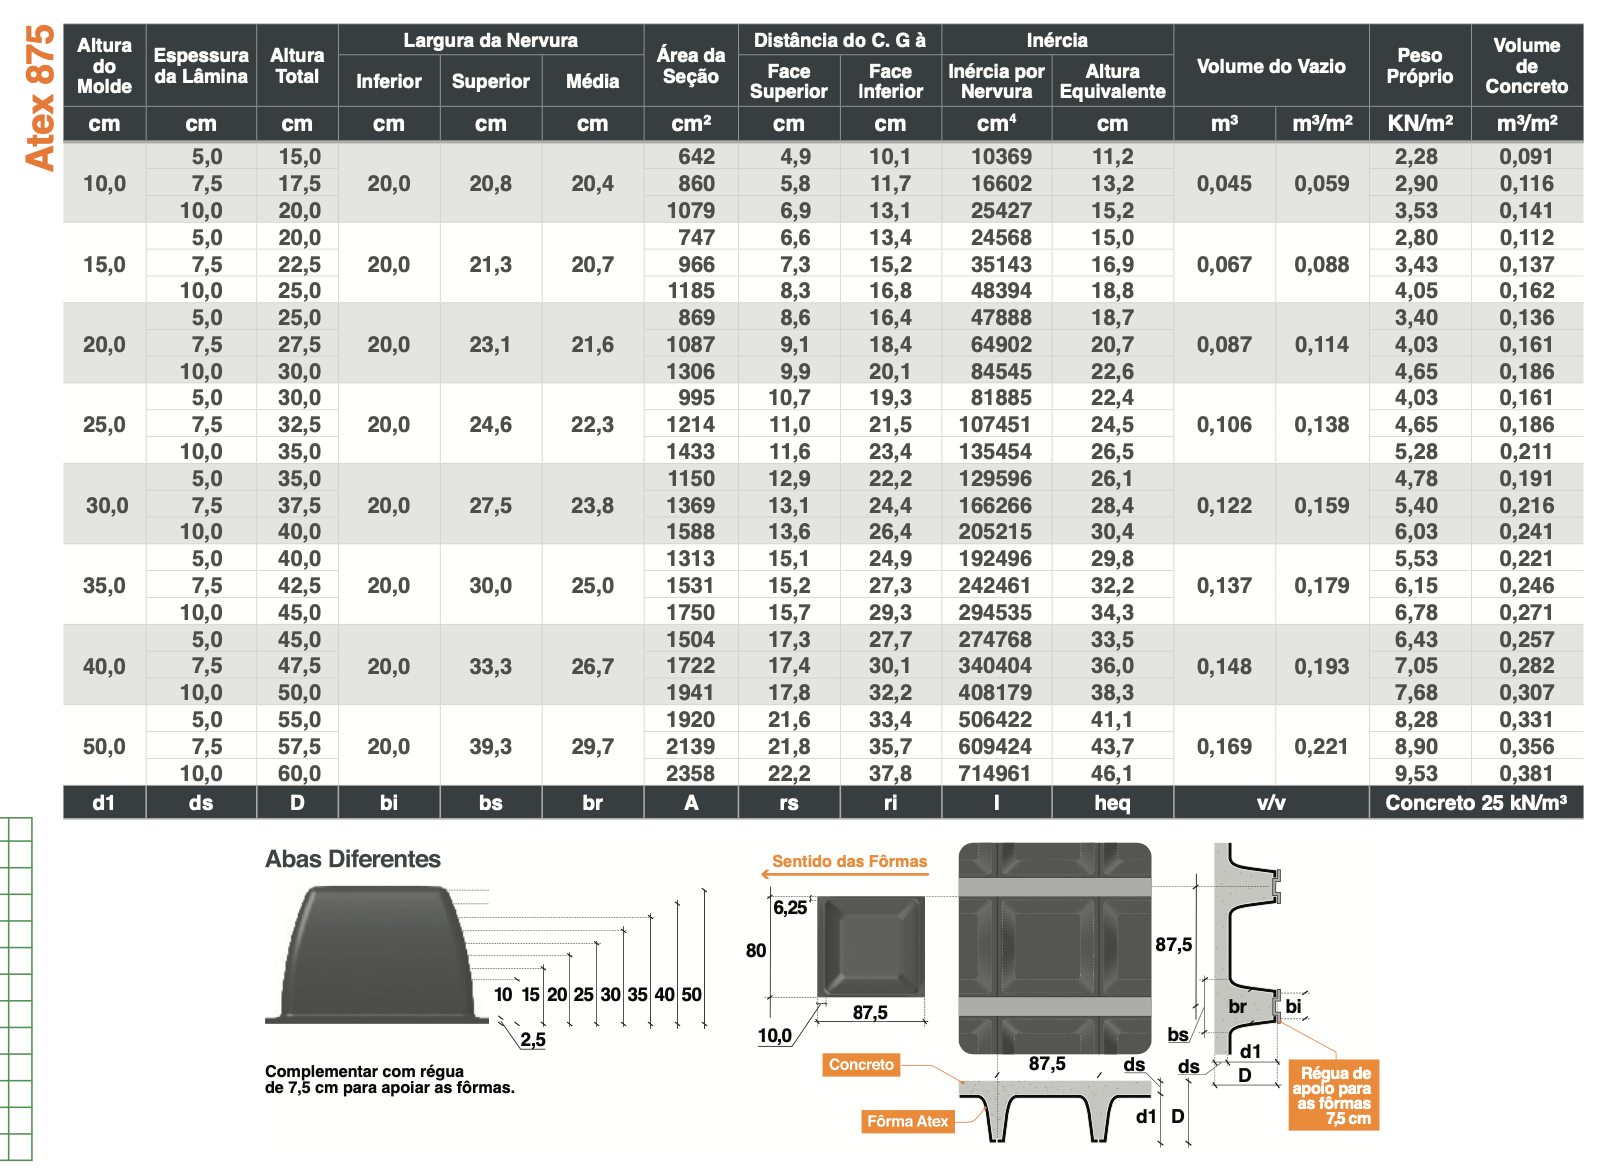 Atex 875
Altura do Molde
Espessura da Lâmina
Altura Total
Largura da Nervura
Inferior
Superior
Média
Área da Seção
Distância do C. G à
Face Superior
Face Inferior
Inércia
Inércia por Nervura
Altura Equivalente
Volume do Vazio
Peso Próprio
Volume de Concreto
cm cm cm cm cm cm cm² cm cm cm⁴ cm m³ m³/m² KN/m² m³/m²
5,0 15,0 642 4,9 10,1 10369 11,2 2,28 0,091
10,0 7,5 17,5 20,0 20,8 20,4 860 5,8 11,7 16602 13,2 0,045 0,059 2,90 0,116
10,0 20,0 1079 6,9 13,1 25427 15,2 3,53 0,141
5,0 20,0 747 6,6 13,4 24568 15,0 2,80 0,112
15,0 7,5 22,5 20,0 21,3 20,7 966 7,3 15,2 35143 16,9 0,067 0,088 3,43 0,137
10,0 25,0 1185 8,3 16,8 48394 18,8 4,05 0,162
5,0 25,0 869 8,6 16,4 47888 18,7 3,40 0,136
20,0 7,5 27,5 20,0 23,1 21,6 1087 9,1 18,4 64902 20,7 0,087 0,114 4,03 0,161
10,0 30,0 1306 9,9 20,1 84545 22,6 4,65 0,186
5,0 30,0 995 10,7 19,3 81885 22,4 4,03 0,161
25,0 7,5 32,5 20,0 24,6 22,3 1214 11,0 21,5 107451 24,5 0,106 0,138 4,65 0,186
10,0 35,0 1433 11,6 23,4 135454 26,5 5,28 0,211
5,0 35,0 1150 12,9 22,2 129596 26,1 4,78 0,191
30,0 7,5 37,5 20,0 27,5 23,8 1369 13,1 24,4 166266 28,4 0,122 0,159 5,40 0,216
10,0 40,0 1588 13,6 26,4 205215 30,4 6,03 0,241
5,0 40,0 1313 15,1 24,9 192496 29,8 5,53 0,221
35,0 7,5 42,5 20,0 30,0 25,0 1531 15,2 27,3 242461 32,2 0,137 0,179 6,15 0,246
10,0 45,0 1750 15,7 29,3 294535 34,3 6,78 0,271
5,0 45,0 1504 17,3 27,7 274768 33,5 6,43 0,257
40,0 7,5 47,5 20,0 33,3 26,7 1722 17,4 30,1 340404 36,0 0,148 0,193 7,05 0,282
10,0 50,0 1941 17,8 32,2 408179 38,3 7,68 0,307
5,0 55,0 1920 21,6 33,4 506422 41,1 8,28 0,331
50,0 7,5 57,5 20,0 39,3 29,7 2139 21,8 35,7 609424 43,7 0,169 0,221 8,90 0,356
10,0 60,0 2358 22,2 37,8 714961 46,1 9,53 0,381
d1 ds D bi bs br A rs ri I heq v/v Concreto 25 kN/m³
Abas Diferentes
10 15 20 25 30 35 40 50
2,5
Complementar com régua
de 7,5 cm para apoiar as fôrmas.
Sentido das Fôrmas
6,25
80
87,5
10,0
87,5
87,5
Concreto
Fôrma Atex
ds
d1 D
br
bi
bs
d1
ds
D
Régua de
apoio para
as fôrmas
7,5 cm